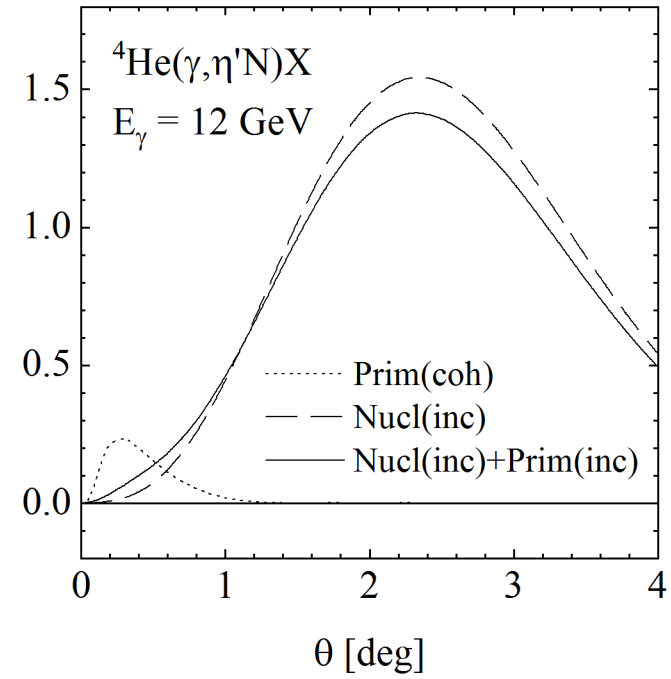 ⁴He(γ,η'N)X
E_γ = 12 GeV
1.5
1.0
0.5
0.0
Prim(coh)
Nucl(inc)
Nucl(inc)+Prim(inc)
0 1 2 3 4
θ [deg]